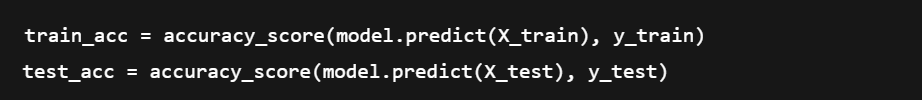 train_acc = accuracy_score(model.predict(X_train), y_train)
test_acc = accuracy_score(model.predict(X_test), y_test)